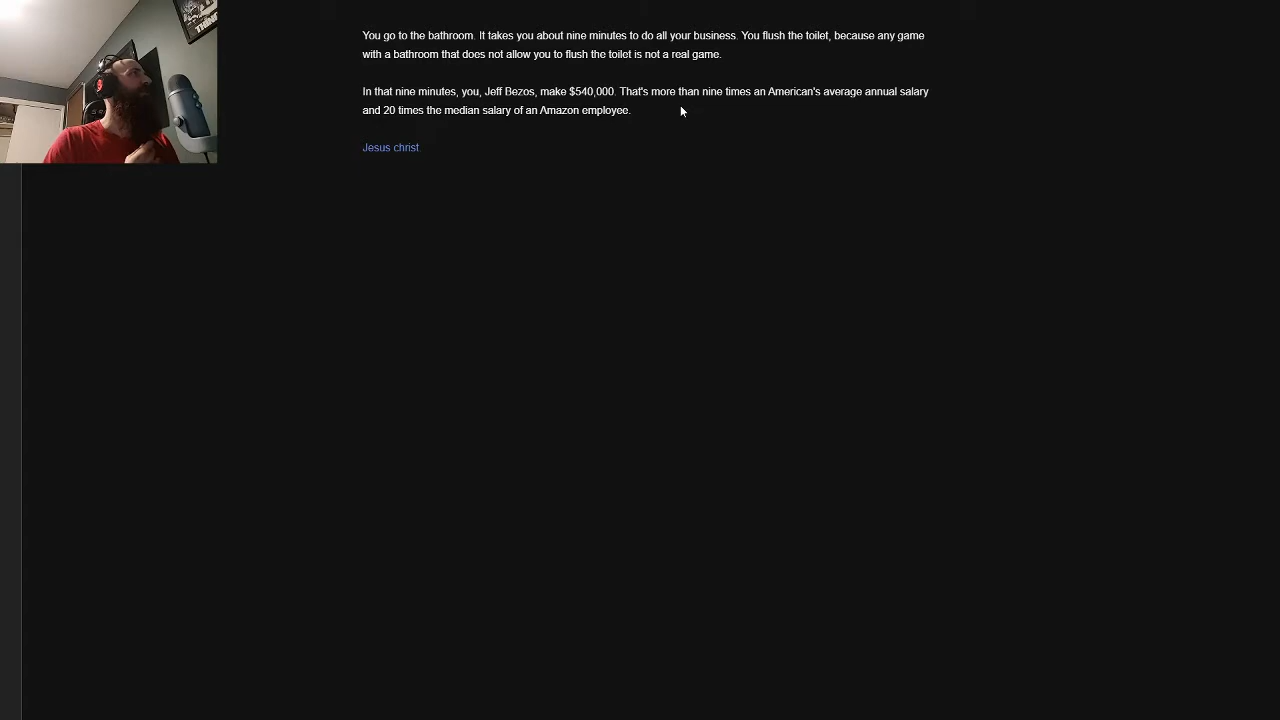 You go to the bathroom. It takes you about nine minutes to do all your business. You flush the toilet, because any game
with a bathroom that does not allow you to flush the toilet is not a real game.
In that nine minutes, you, Jeff Bezos, make $540,000. That's more than nine times an American's average annual salary
and 20 times the median salary of an Amazon employee.
Jesus christ.